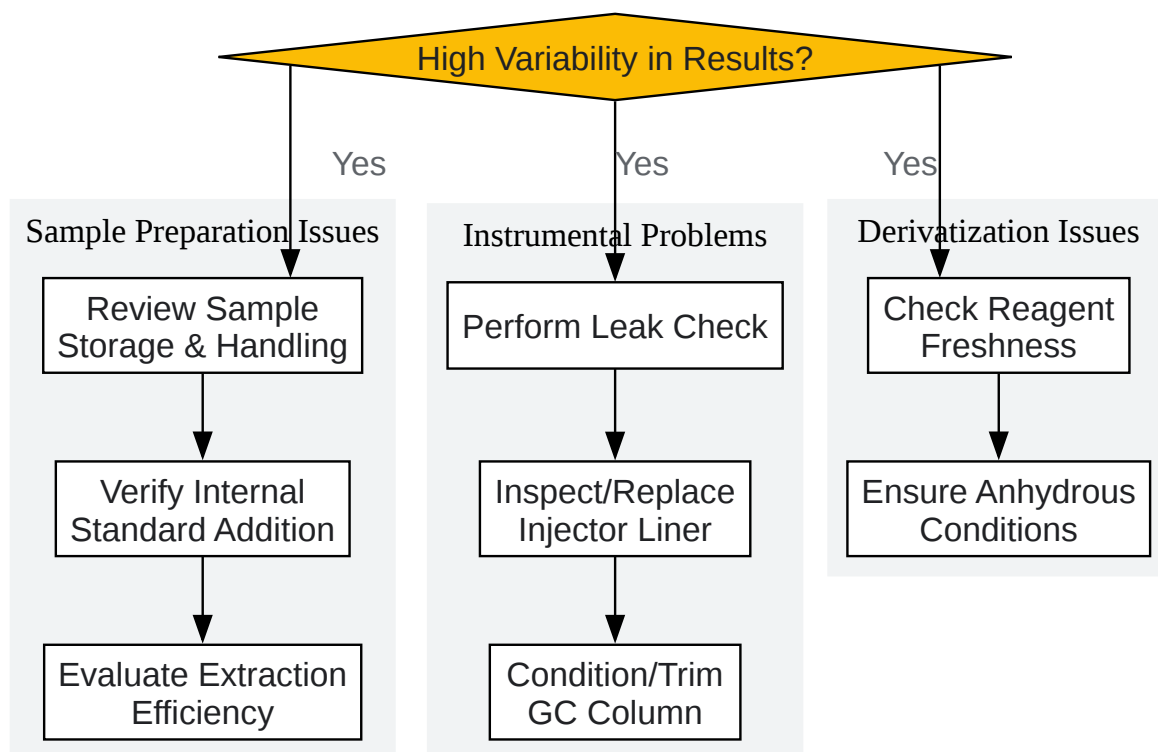 High Variability in Results?
Yes
Yes
Yes
Sample Preparation Issues
Review Sample
Storage & Handling
Verify Internal
Standard Addition
Evaluate Extraction
Efficiency
Instrumental Problems
Perform Leak Check
Inspect/Replace
Injector Liner
Condition/Trim
GC Column
Derivatization Issues
Check Reagent
Freshness
Ensure Anhydrous
Conditions